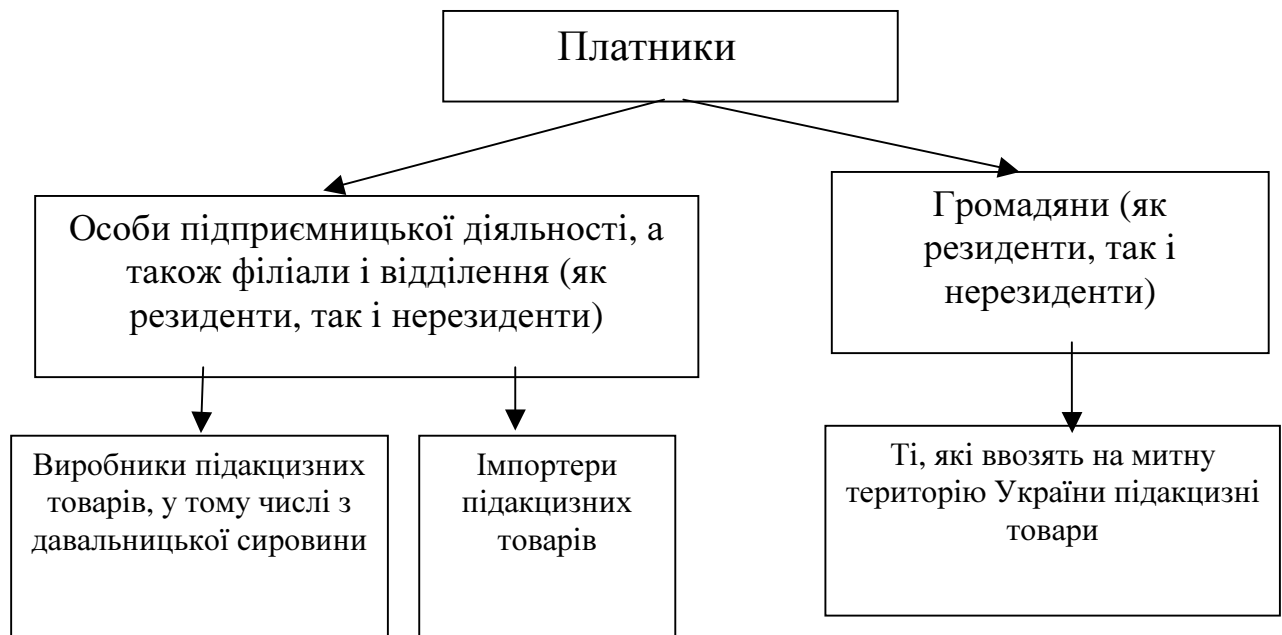 Платники
Особи підприємницької діяльності, а
також філіали і відділення (як
резиденти, так і нерезиденти)
Громадяни (як
резиденти, так і
нерезиденти)
Виробники підакцизних
товарів, у тому числі з
давальницької сировини
Імпортери
підакцизних
товарів
Ті, які ввозять на митну
територію України підакцизні
товари